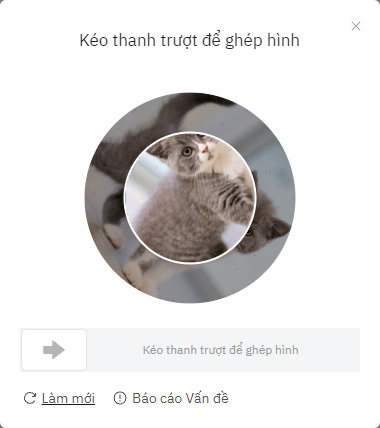 Kéo thanh trượt để ghép hình
Kéo thanh trượt để ghép hình
Làm mới
Báo cáo Vấn đề